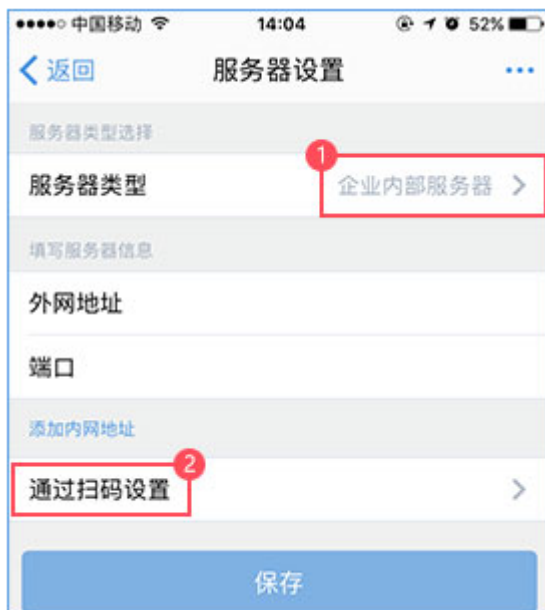 中国移动 14:04 52%
返回 服务器设置 ...
服务器类型选择
1
服务器类型 企业内部服务器
填写服务器信息
外网地址
端口
添加内网地址
2
通过扫码设置
保存